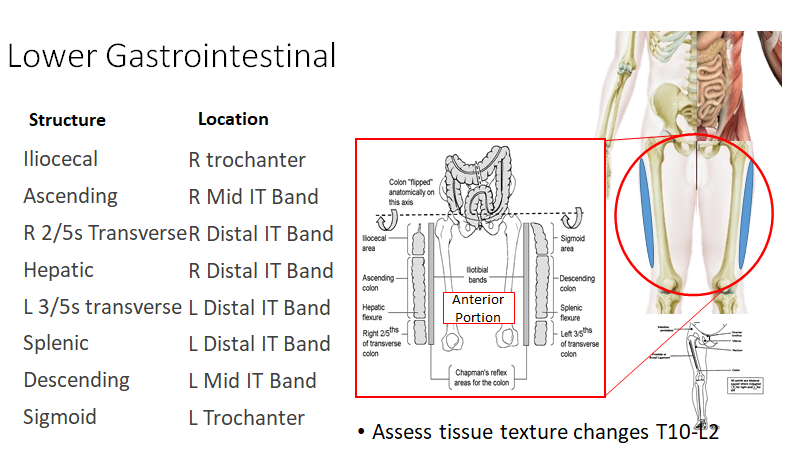 Lower Gastrointestinal
Structure Location
Iliocecal R trochanter
Ascending R Mid IT Band
R 2/5s Transverse R Distal IT Band
Hepatic R Distal IT Band
L 3/5s transverse L Distal IT Band
Splenic L Distal IT Band
Descending L Mid IT Band
Sigmoid L Trochanter
Colon "flipped"
anatomically on
this axis
Iliocecal
area
Ascending
colon
Hepatic
flexure
Right 2/5ths
of transverse
colon
Iliotibial
bands
Anterior
Portion
Sigmoid
area
Descending
colon
Splenic
flexure
Left 3/5ths
of transverse
colon
Chapman's reflex
areas for the colon
• Assess tissue texture changes T10-L2